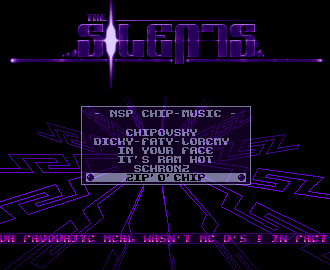 THE
SILENTS
- NSP CHIP-MUSIC -
CHIPOVSKY
DICKY-FATY-LOREMY
IN YOUR FACE
IT'S RAM HOT
SCHRONZ
ZIP'O'CHIP
UR FAVOURITE MEAL WASN'T MC D'S ! IN FACT